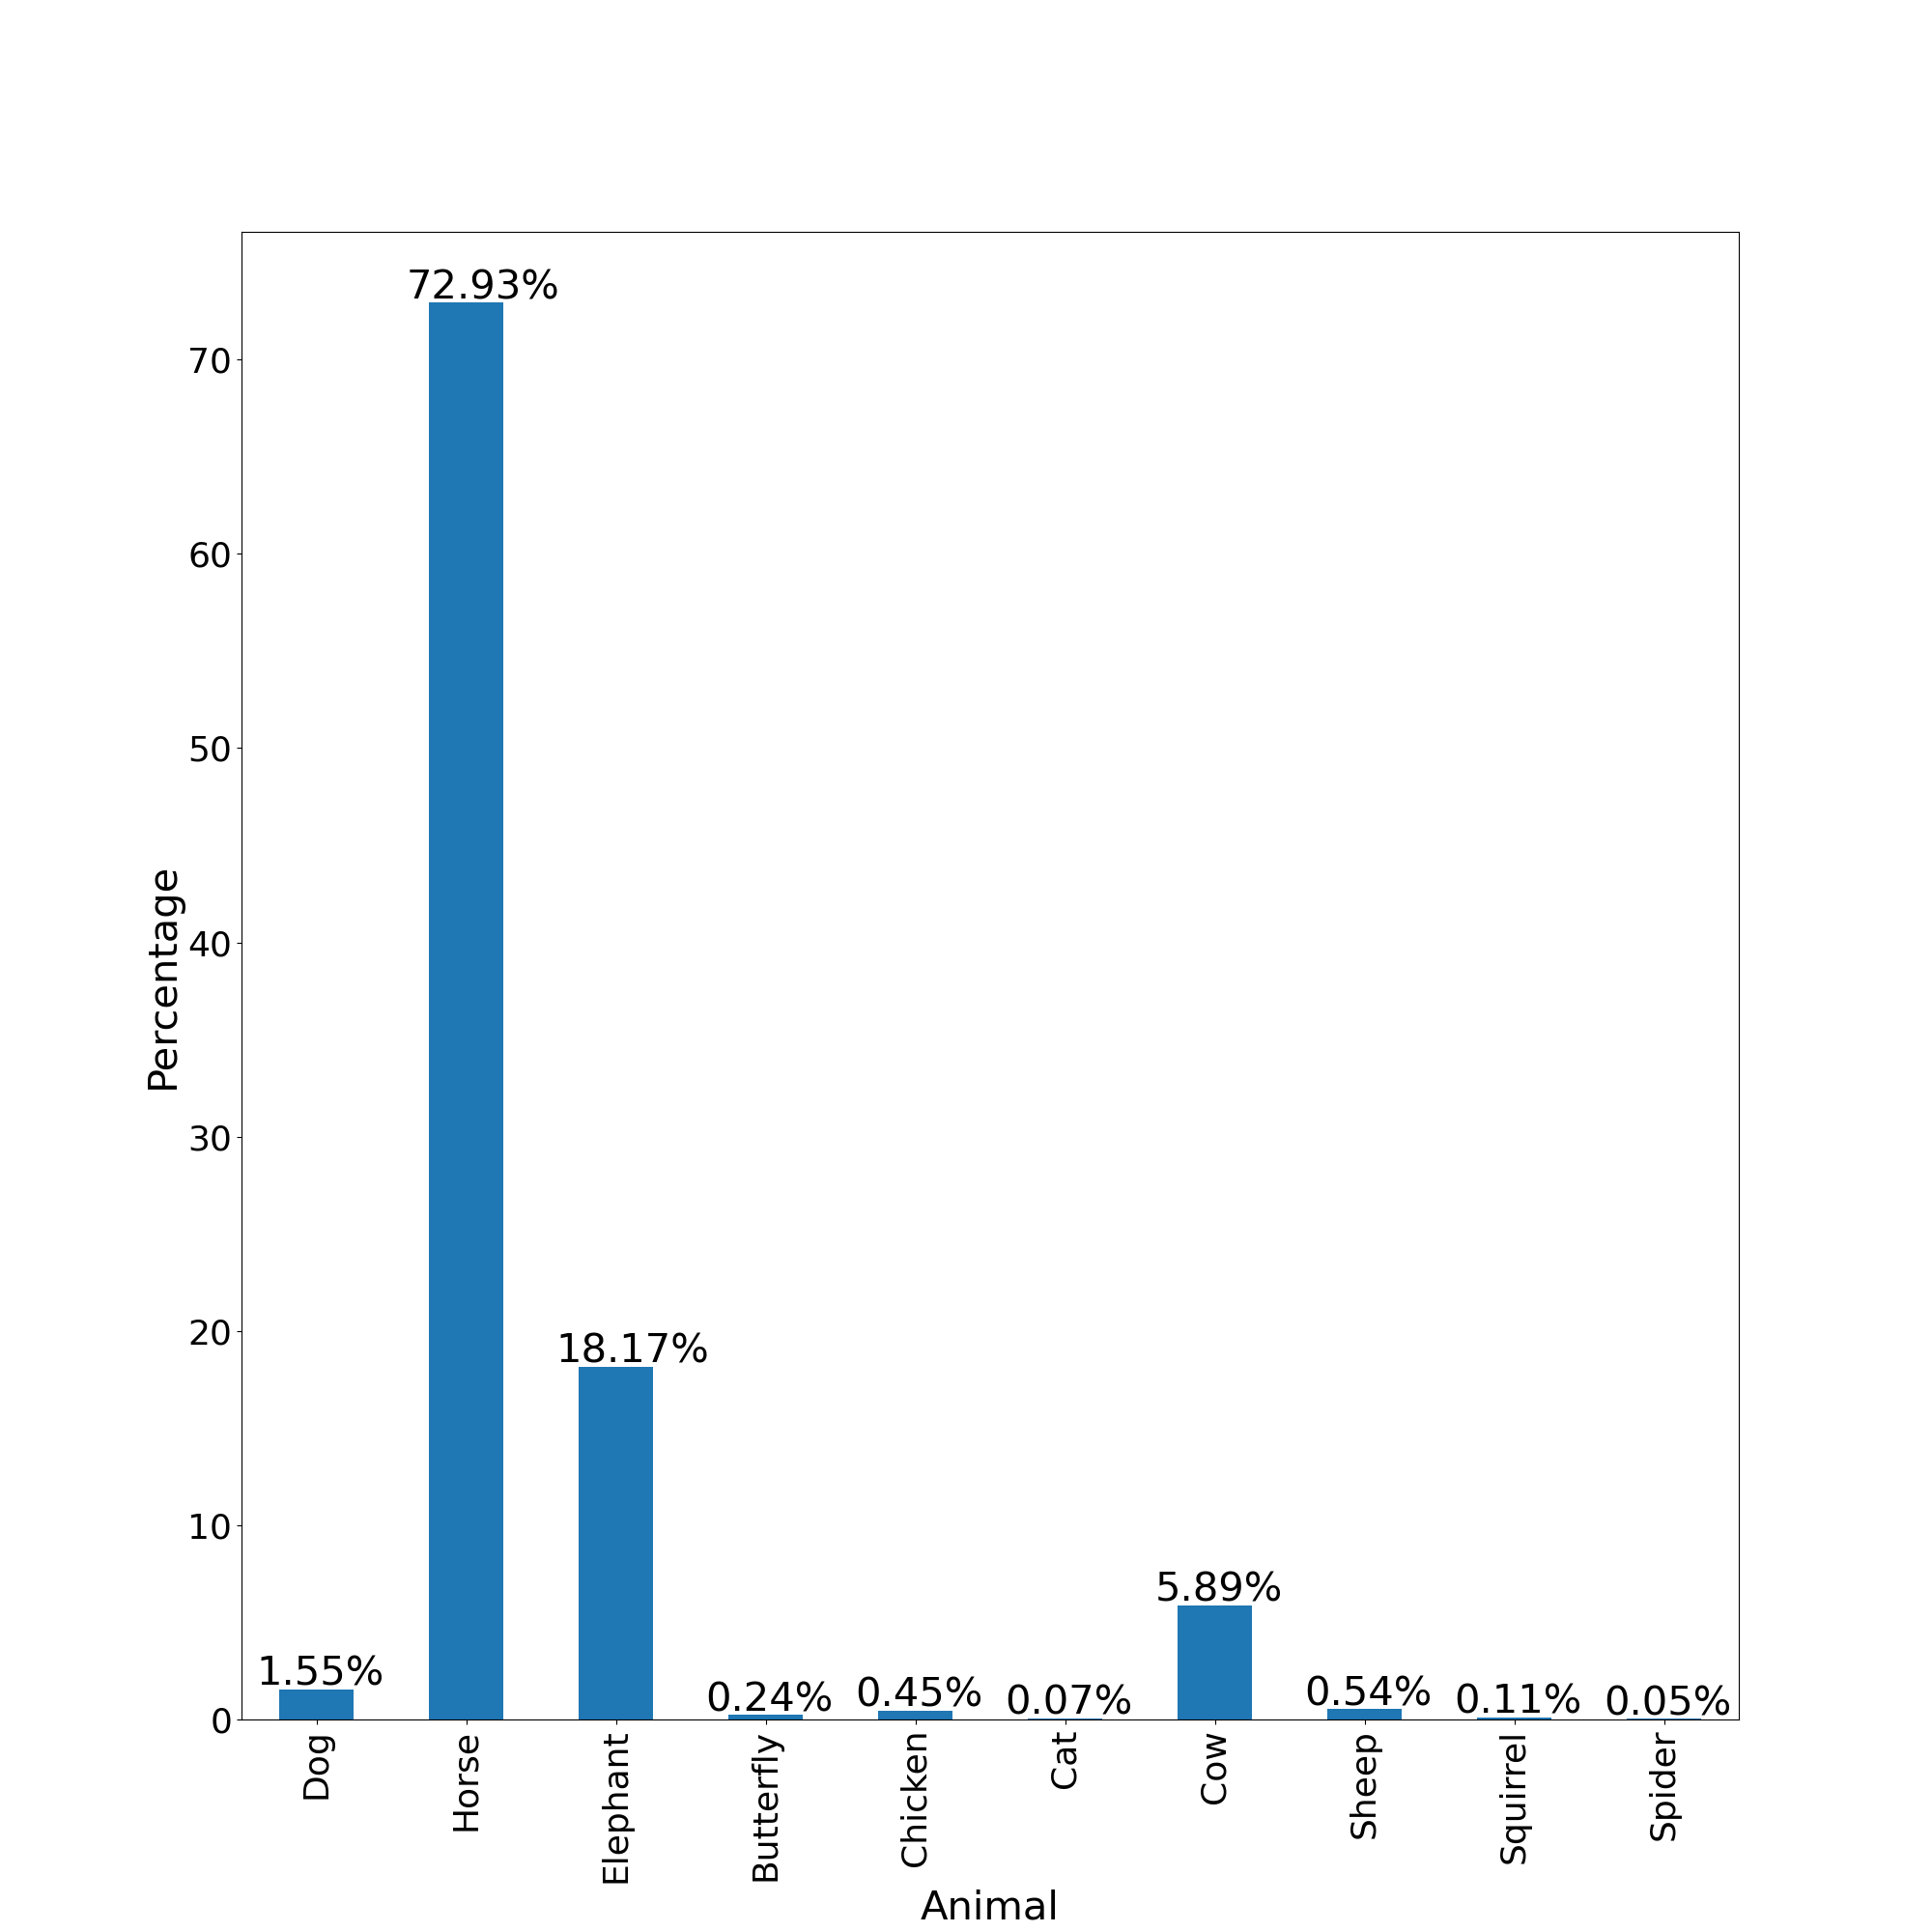 72.93%
70
60
50
40
30
20
10
0
Percentage
18.17%
5.89%
1.55%
0.24%
0.45%
0.07%
0.54%
0.11%
0.05%
Dog
Horse
Elephant
Butterfly
Chicken
Cat
Cow
Sheep
Squirrel
Spider
Animal